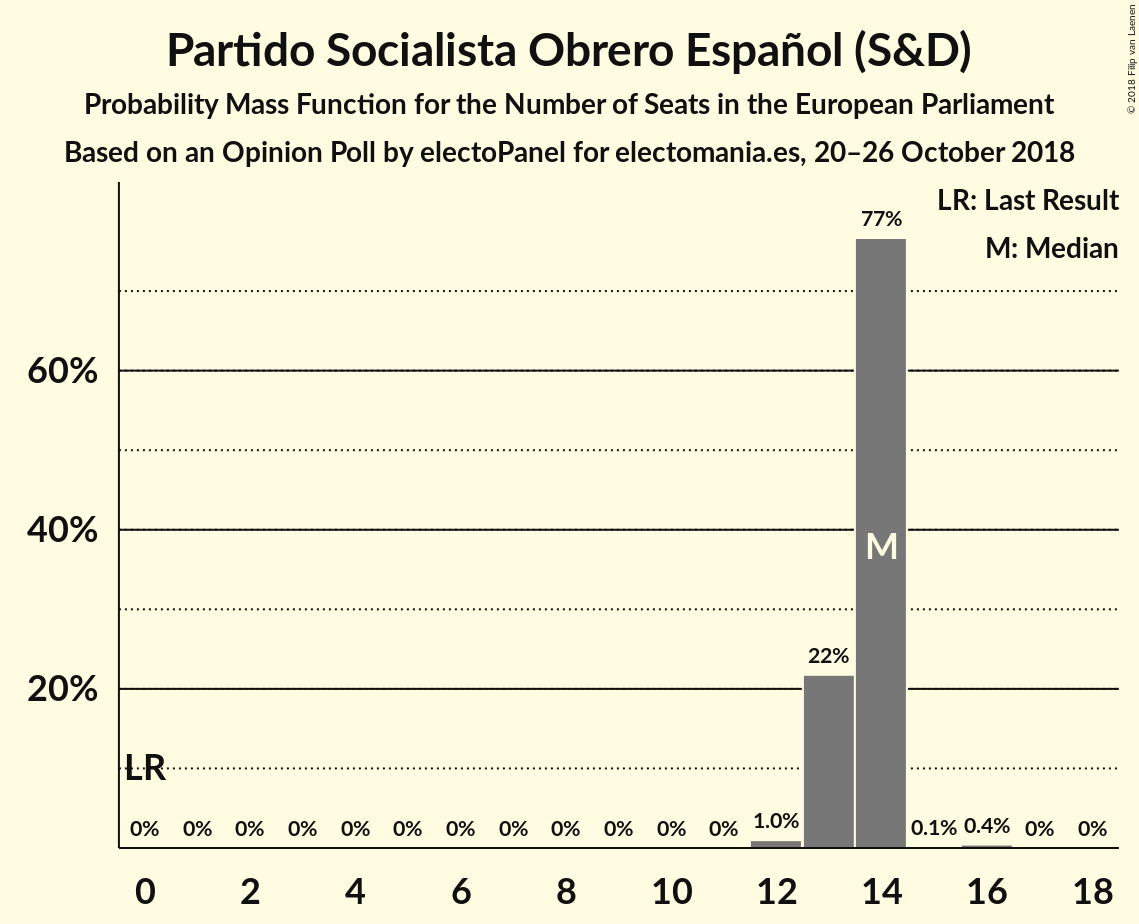 Partido Socialista Obrero Español (S&D)
Probability Mass Function for the Number of Seats in the European Parliament
Based on an Opinion Poll by electoPanel for electomania.es, 20–26 October 2018
© 2018 Filip van Laenen
LR: Last Result
M: Median
77%
60%
40%
M
22%
20%
LR
0% 0% 0% 0% 0% 0% 0% 0% 0% 0% 0% 0% 1.0% 0.1% 0.4% 0% 0%
0 2 4 6 8 10 12 14 16 18